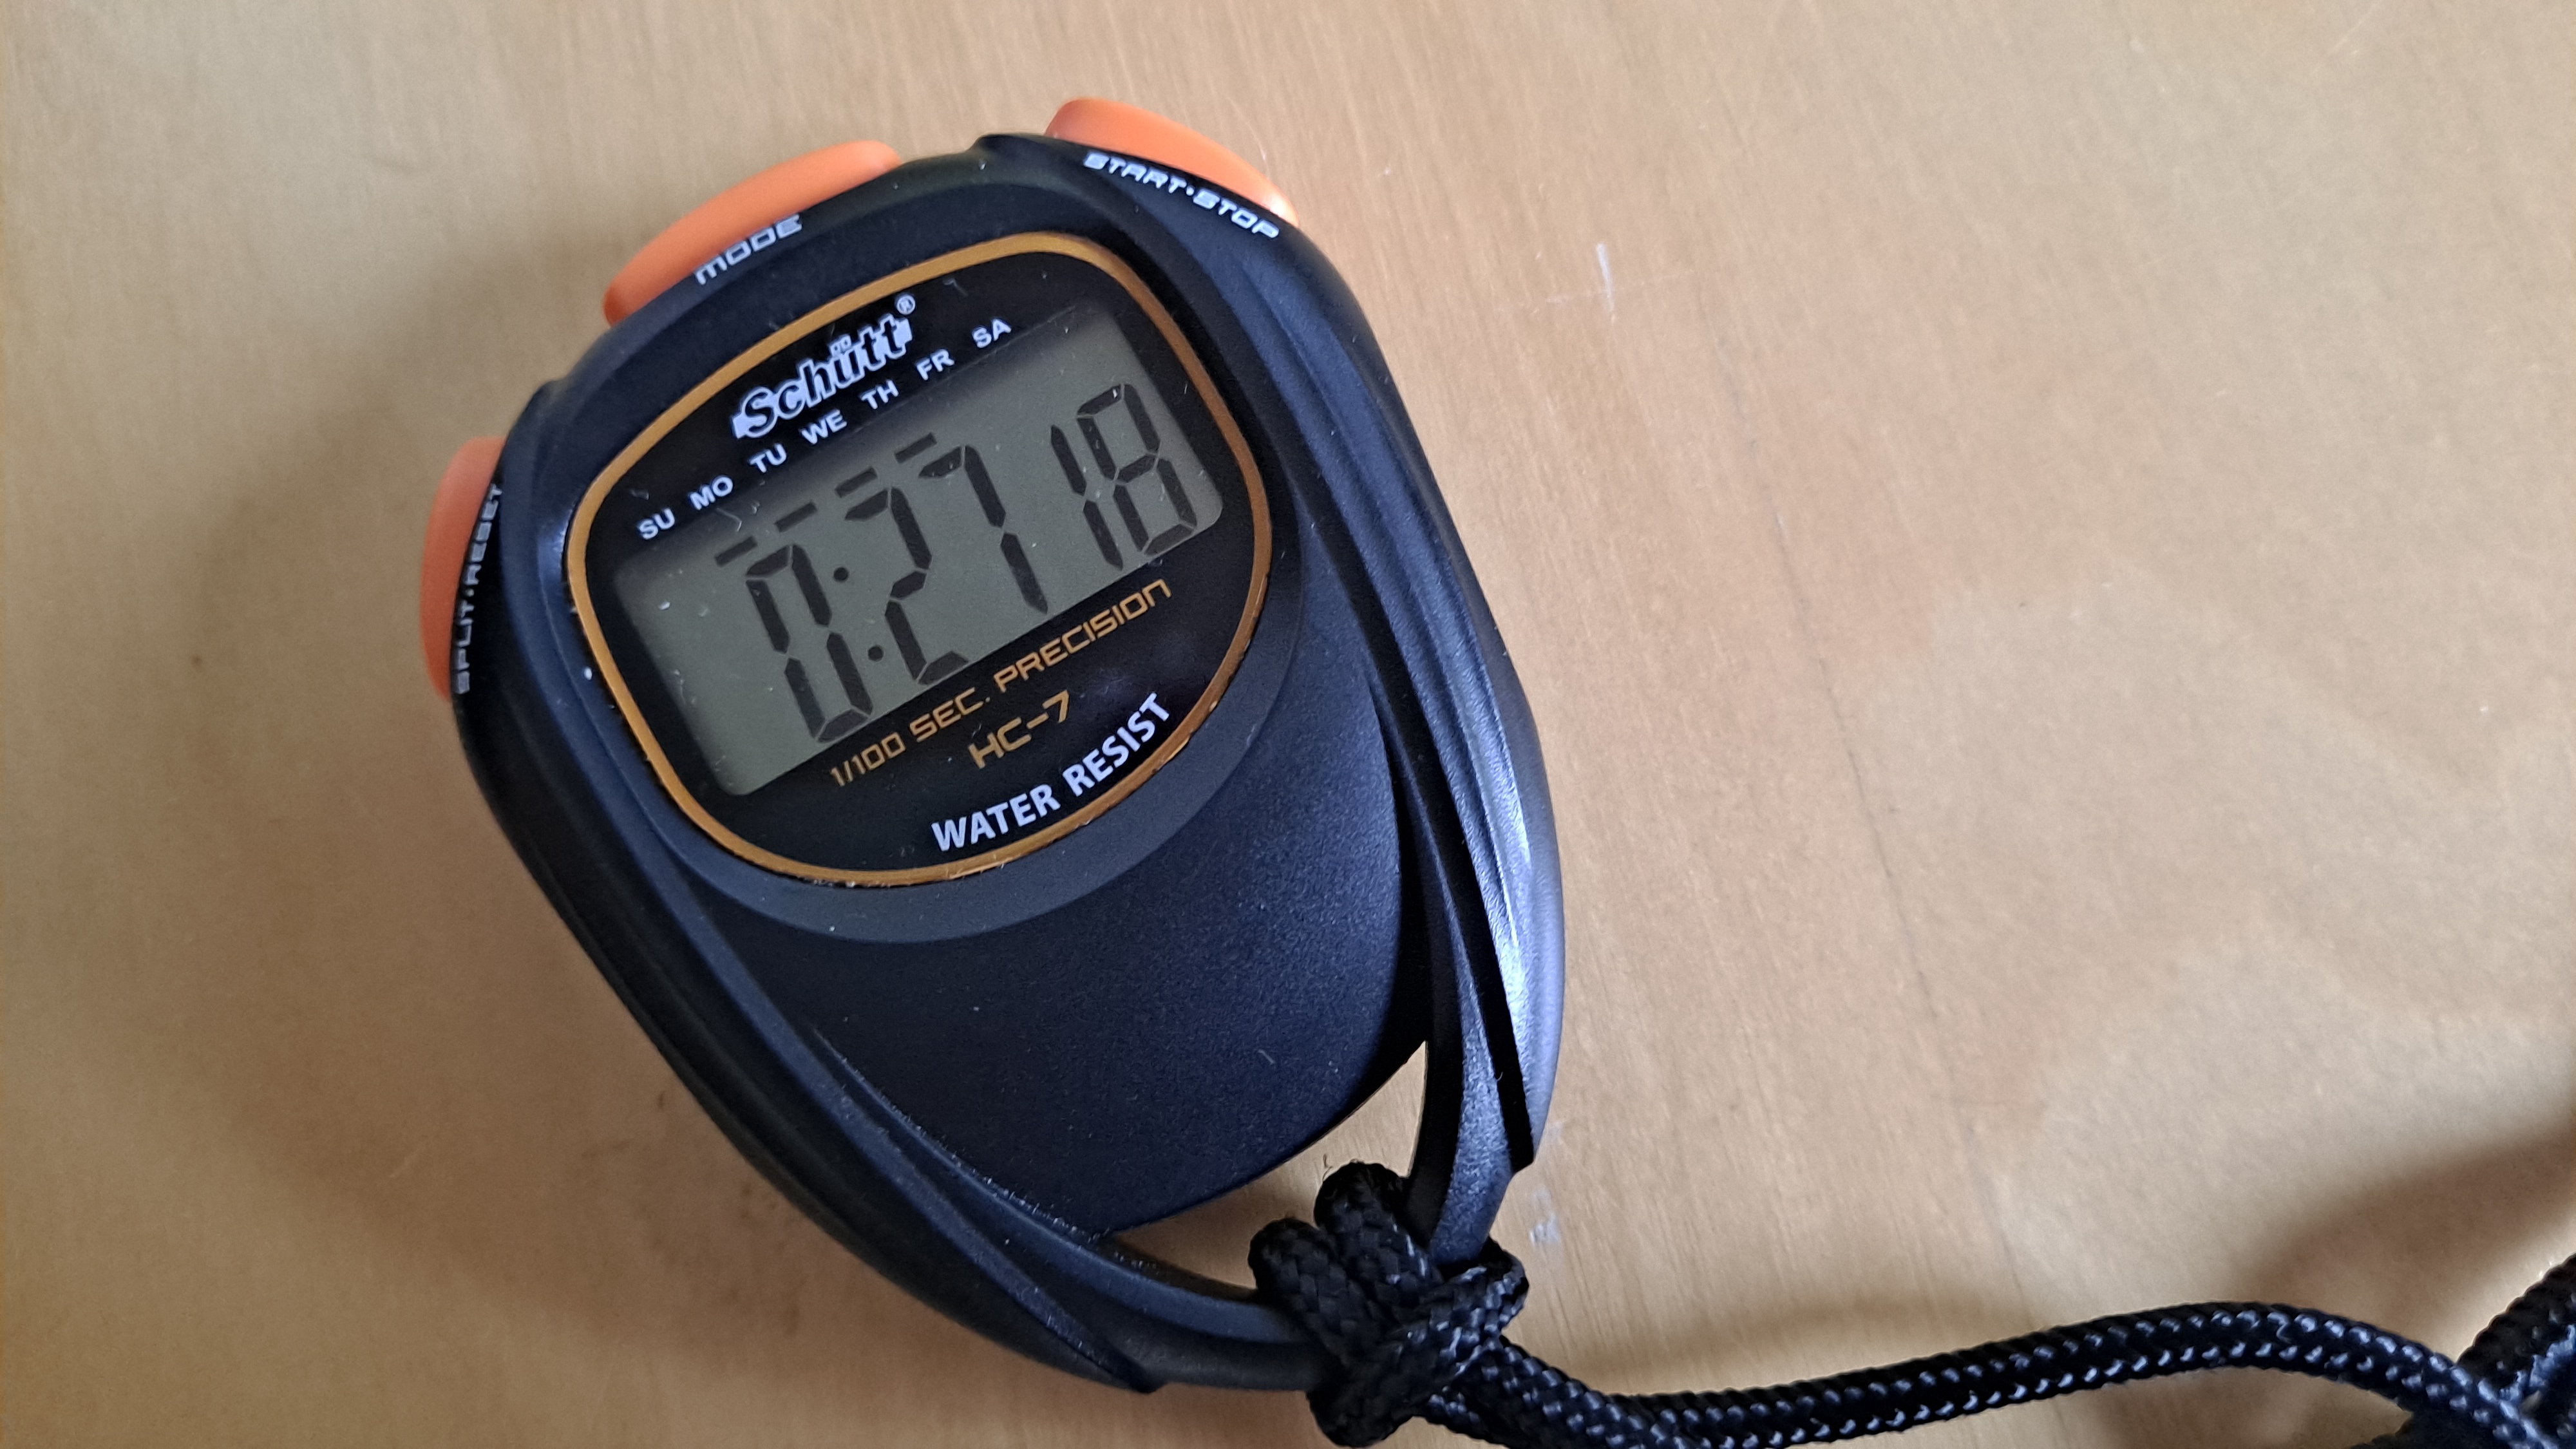 SPLIT·RESET
MODE
START·STOP
Schütt®
SU MO TU WE TH FR SA
0:27 18
1/100 SEC. PRECISION
HC-7
WATER RESIST